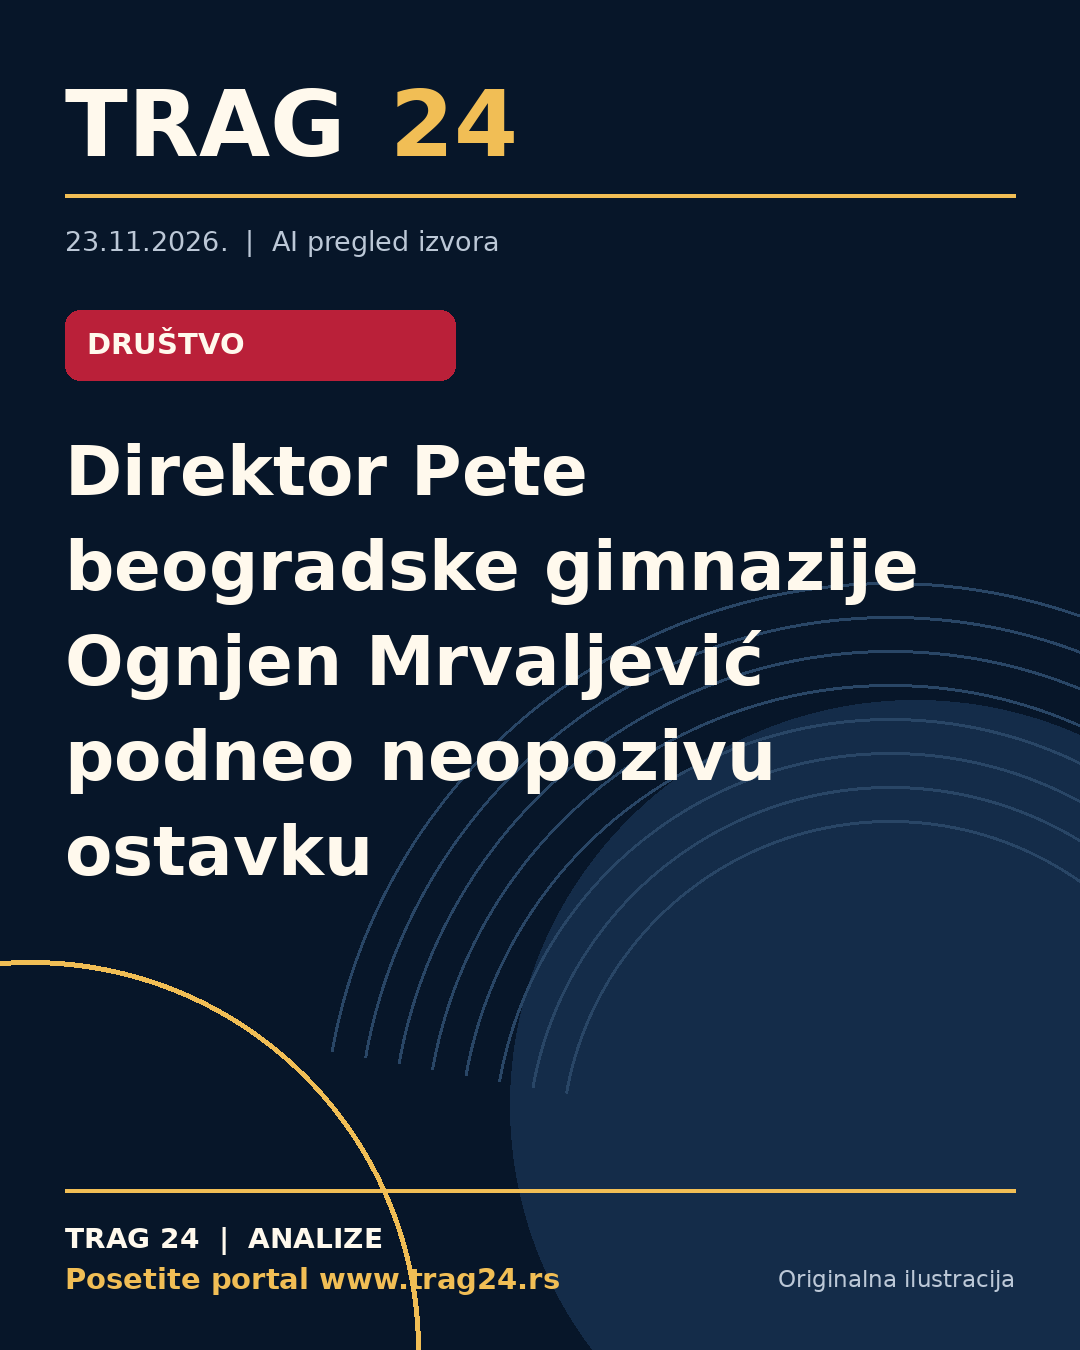 TRAG 24
23.11.2026. | AI pregled izvora
DRUŠTVO
Direktor Pete
beogradske gimnazije
Ognjen Mrvaljević
podneo neopozivu
ostavku
TRAG 24 | ANALIZE
Posetite portal www.trag24.rs
Originalna ilustracija